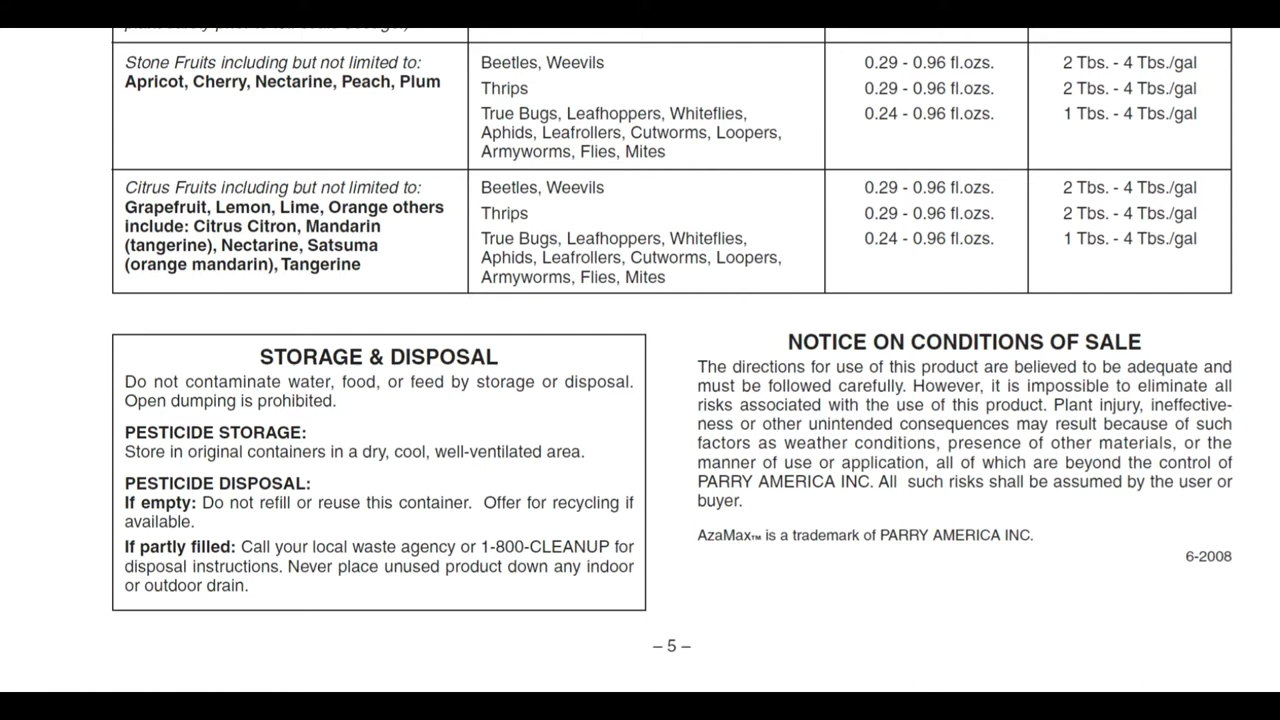 Stone Fruits including but not limited to:
Apricot, Cherry, Nectarine, Peach, Plum
Beetles, Weevils
0.29 - 0.96 fl.ozs.
2 Tbs. - 4 Tbs./gal
Thrips
0.29 - 0.96 fl.ozs.
2 Tbs. - 4 Tbs./gal
True Bugs, Leafhoppers, Whiteflies,
Aphids, Leafrollers, Cutworms, Loopers,
Armyworms, Flies, Mites
0.24 - 0.96 fl.ozs.
1 Tbs. - 4 Tbs./gal
Citrus Fruits including but not limited to:
Grapefruit, Lemon, Lime, Orange others
include: Citrus Citron, Mandarin
(tangerine), Nectarine, Satsuma
(orange mandarin), Tangerine
Beetles, Weevils
0.29 - 0.96 fl.ozs.
2 Tbs. - 4 Tbs./gal
Thrips
0.29 - 0.96 fl.ozs.
2 Tbs. - 4 Tbs./gal
True Bugs, Leafhoppers, Whiteflies,
Aphids, Leafrollers, Cutworms, Loopers,
Armyworms, Flies, Mites
0.24 - 0.96 fl.ozs.
1 Tbs. - 4 Tbs./gal
STORAGE & DISPOSAL
Do not contaminate water, food, or feed by storage or disposal.
Open dumping is prohibited.
PESTICIDE STORAGE:
Store in original containers in a dry, cool, well-ventilated area.
PESTICIDE DISPOSAL:
If empty: Do not refill or reuse this container. Offer for recycling if
available.
If partly filled: Call your local waste agency or 1-800-CLEANUP for
disposal instructions. Never place unused product down any indoor
or outdoor drain.
NOTICE ON CONDITIONS OF SALE
The directions for use of this product are believed to be adequate and
must be followed carefully. However, it is impossible to eliminate all
risks associated with the use of this product. Plant injury, ineffective-
ness or other unintended consequences may result because of such
factors as weather conditions, presence of other materials, or the
manner of use or application, all of which are beyond the control of
PARRY AMERICA INC. All such risks shall be assumed by the user or
buyer.
AzaMax™ is a trademark of PARRY AMERICA INC.
6-2008
– 5 –